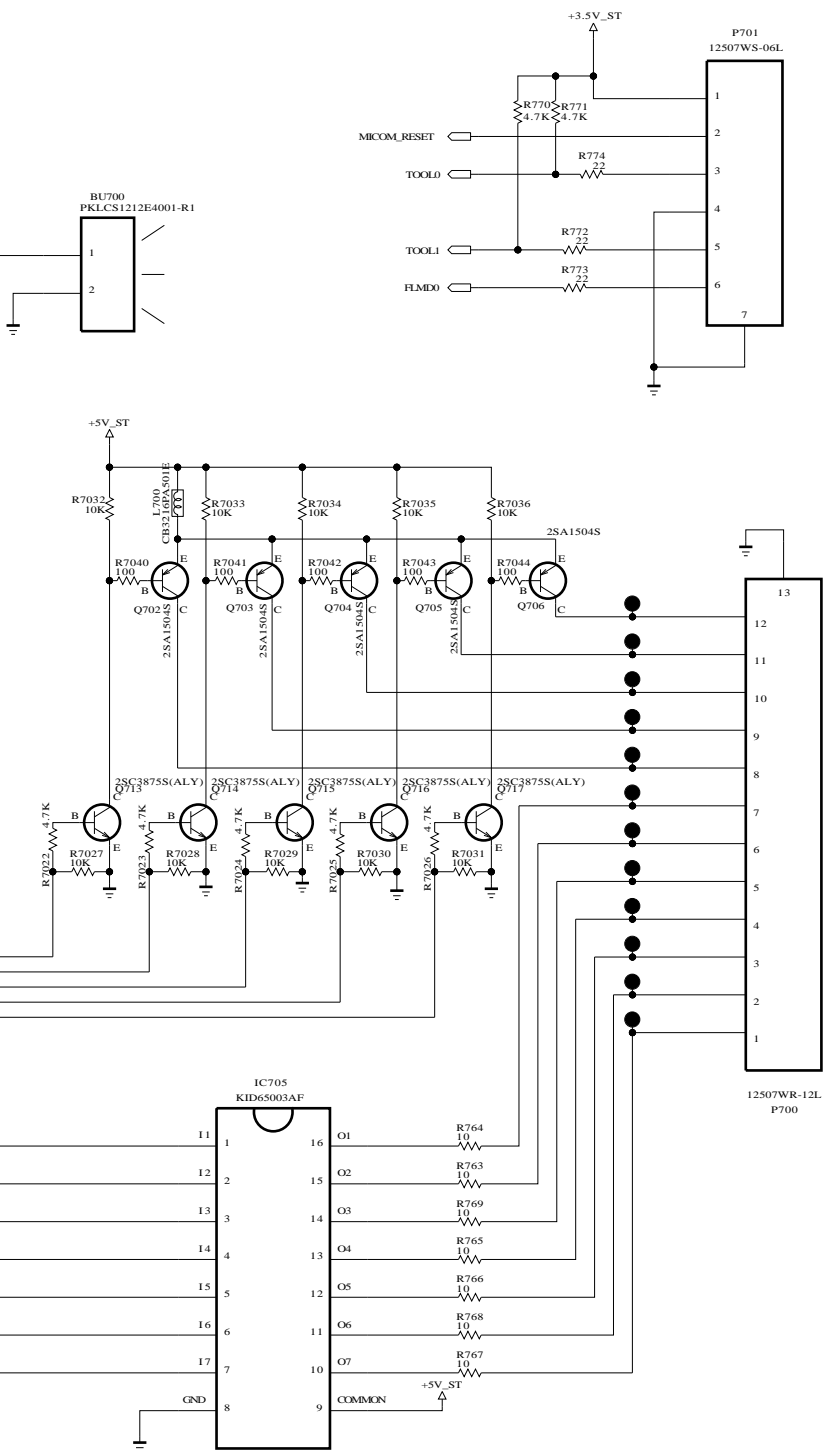 +3.5V_ST
P701
12507WS-06L
R770
4.7K
R771
4.7K
1
MICOM_RESET
2
R774
22
TOOL0
3
4
R772
22
TOOL1
5
R773
22
FLMD0
6
7
BU700
PKLCS1212E4001-R1
1
2
+5V_ST
R7032
10K
L700
CB3216PA501E
R7033
10K
R7034
10K
R7035
10K
R7036
10K
2SA1504S
R7040
100
B
E
C
Q702
2SA1504S
R7041
100
B
E
C
Q703
2SA1504S
R7042
100
B
E
C
Q704
2SA1504S
R7043
100
B
E
C
Q705
2SA1504S
R7044
100
B
E
C
Q706
13
12
11
10
9
8
7
6
5
4
3
2
1
12507WR-12L
P700
2SC3875S(ALY)
Q713
C
B
E
4.7K
R7022
R7027
10K
2SC3875S(ALY)
Q714
C
B
E
4.7K
R7023
R7028
10K
2SC3875S(ALY)
Q715
C
B
E
4.7K
R7024
R7029
10K
2SC3875S(ALY)
Q716
C
B
E
4.7K
R7025
R7030
10K
2SC3875S(ALY)
Q717
C
B
E
4.7K
R7026
R7031
10K
IC705
KID65003AF
I1
1
16
O1
R764
10
I2
2
15
O2
R763
10
I3
3
14
O3
R769
10
I4
4
13
O4
R765
10
I5
5
12
O5
R766
10
I6
6
11
O6
R768
10
I7
7
10
O7
R767
10
GND
8
9
COMMON
+5V_ST